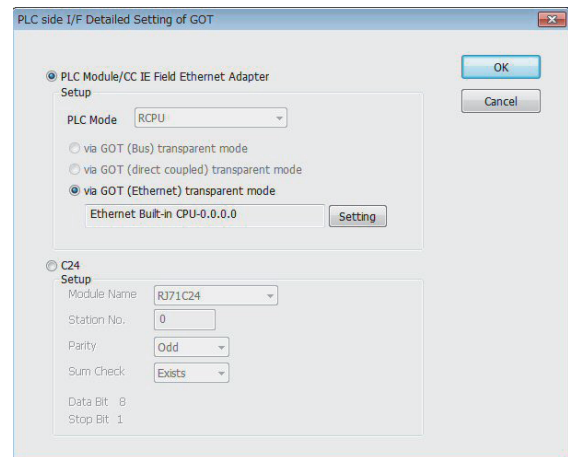 PLC side I/F Detailed Setting of GOT
PLC Module/CC IE Field Ethernet Adapter
OK
Setup
Cancel
PLC Mode RCPU
via GOT (Bus) transparent mode
via GOT (direct coupled) transparent mode
via GOT (Ethernet) transparent mode
Ethernet Built-in CPU-0.0.0.0 Setting
C24
Setup
Module Name RJ71C24
Station No. 0
Parity Odd
Sum Check Exists
Data Bit 8
Stop Bit 1